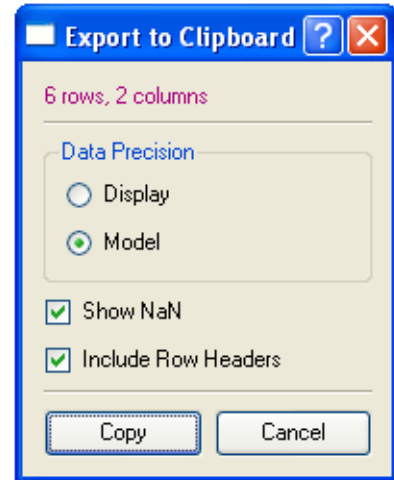 Export to Clipboard ?
6 rows, 2 columns
Data Precision
Display
Model
Show NaN
Include Row Headers
Copy Cancel